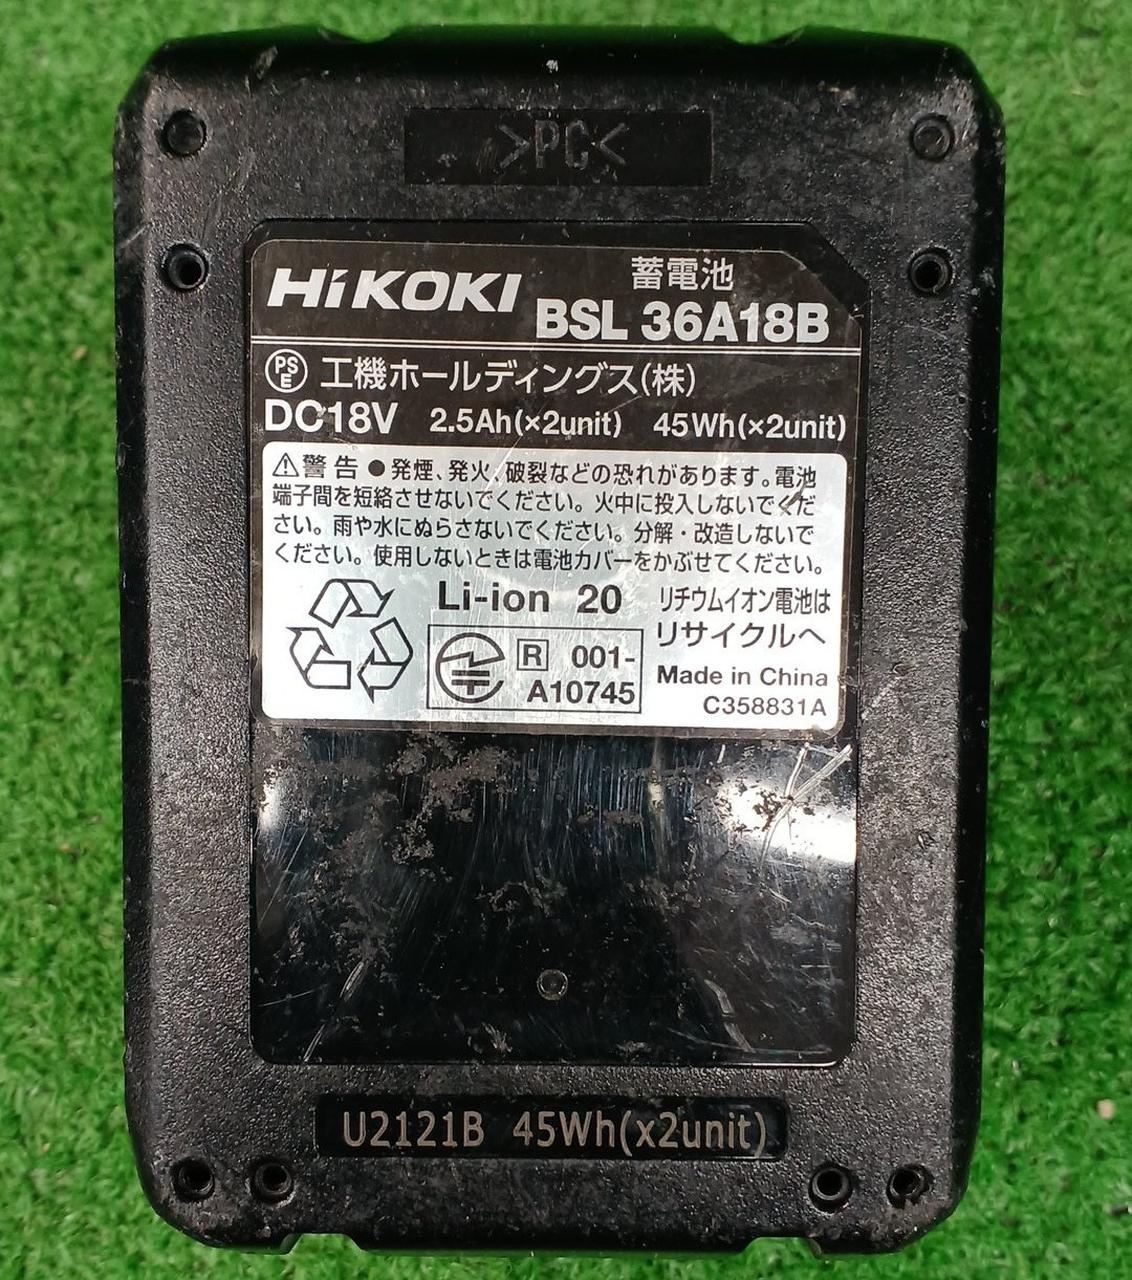 >PC<
HiKOKI
蓄電池
BSL 36A18B
PS
E
工機ホールディングス(株)
DC18V 2.5Ah(×2unit) 45Wh(×2unit)
⚠警告 ●発煙、発火、破裂などの恐れがあります。電池
端子間を短絡させないでください。火中に投入しないでくだ
さい。雨や水にぬらさないでください。分解・改造しないで
ください。使用しないときは電池カバーをかぶせてください。
Li-ion 20
リチウムイオン電池は
リサイクルへ
R 001-
A10745
Made in China
C358831A
U2121B 45Wh(x2unit)